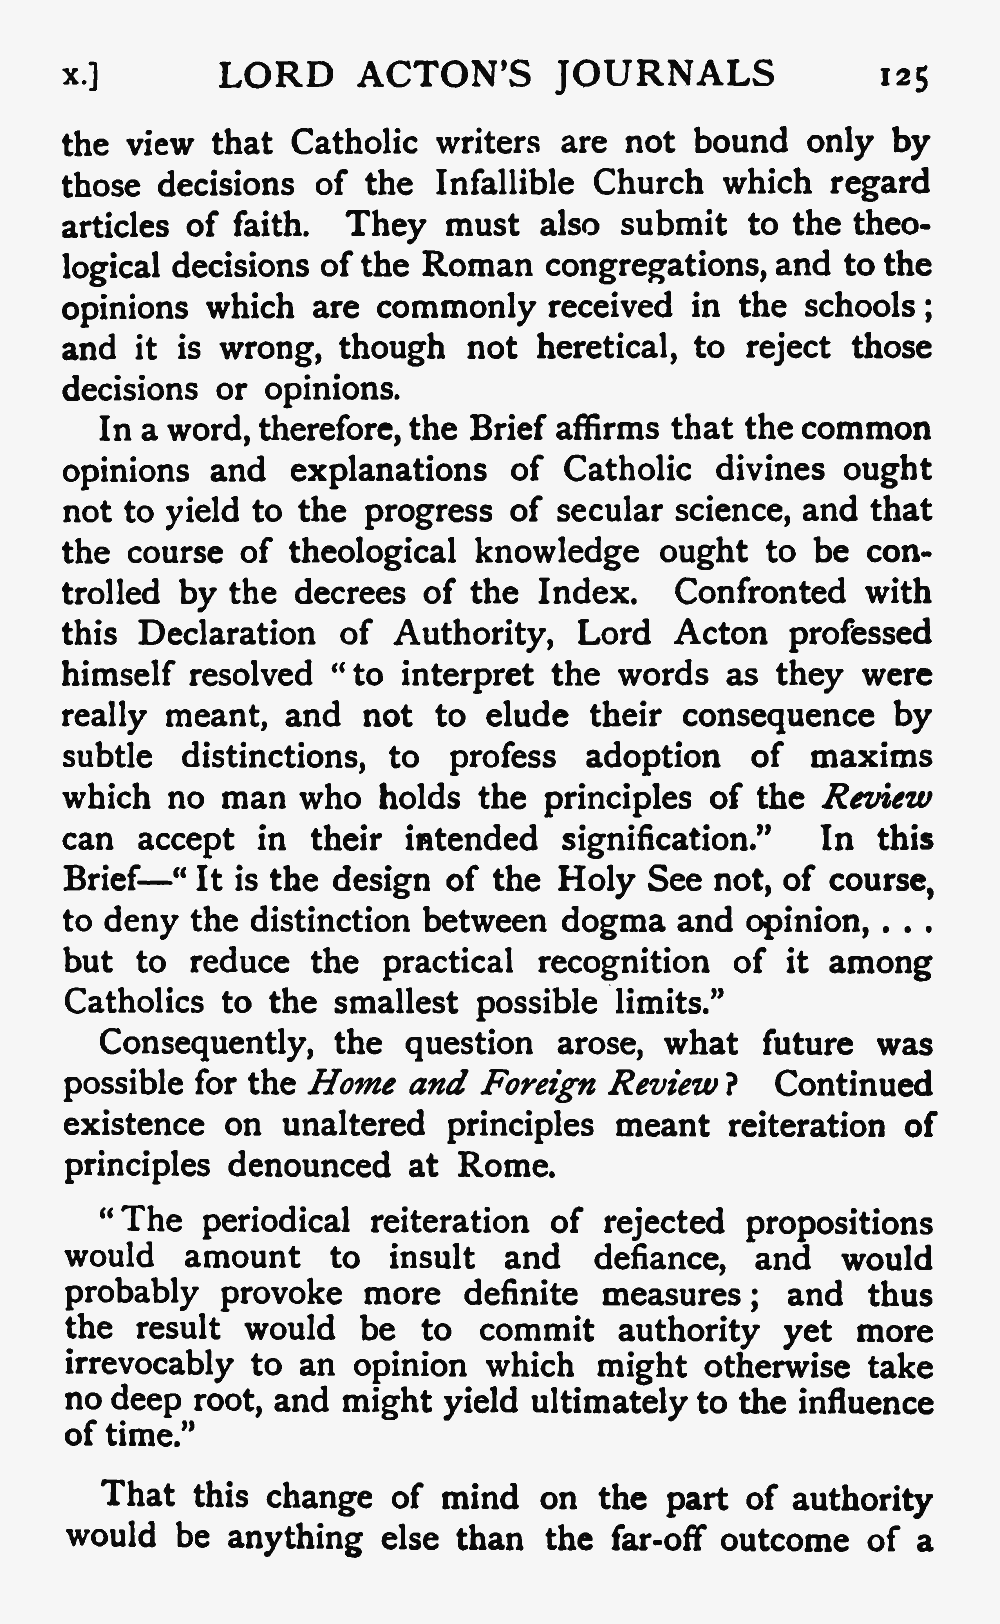 x.] LORD ACTON'S JOURNALS 125
the view that Catholic writers are not bound only by
those decisions of the Infallible Church which regard
articles of faith. They must also submit to the theo-
logical decisions of the Roman congregations, and to the
opinions which are commonly received in the schools ;
and it is wrong, though not heretical, to reject those
decisions or opinions.
In a word, therefore, the Brief affirms that the common
opinions and explanations of Catholic divines ought
not to yield to the progress of secular science, and that
the course of theological knowledge ought to be con-
trolled by the decrees of the Index. Confronted with
this Declaration of Authority, Lord Acton professed
himself resolved “ to interpret the words as they were
really meant, and not to elude their consequence by
subtle distinctions, to profess adoption of maxims
which no man who holds the principles of the Review
can accept in their intended signification.” In this
Brief—“ It is the design of the Holy See not, of course,
to deny the distinction between dogma and opinion, . . .
but to reduce the practical recognition of it among
Catholics to the smallest possible limits.”
Consequently, the question arose, what future was
possible for the Home and Foreign Review ? Continued
existence on unaltered principles meant reiteration of
principles denounced at Rome.
“ The periodical reiteration of rejected propositions
would amount to insult and defiance, and would
probably provoke more definite measures ; and thus
the result would be to commit authority yet more
irrevocably to an opinion which might otherwise take
no deep root, and might yield ultimately to the influence
of time.”
That this change of mind on the part of authority
would be anything else than the far-off outcome of a